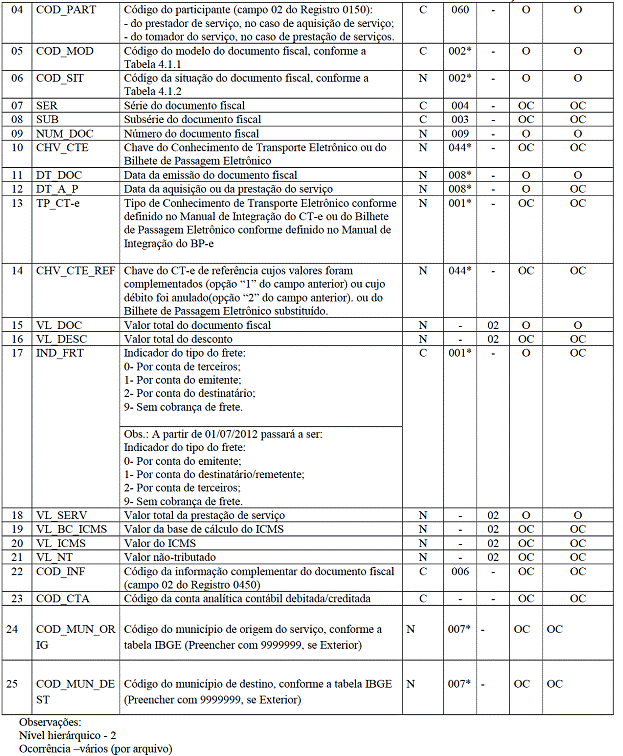 04 COD_PART Código do participante (campo 02 do Registro 0150): C 060 - O O
- do prestador de serviço, no caso de aquisição de serviço;
- do tomador do serviço, no caso de prestação de serviços.
05 COD_MOD Código do modelo do documento fiscal, conforme a C 002* - O O
Tabela 4.1.1
06 COD_SIT Código da situação do documento fiscal, conforme a N 002* - O O
Tabela 4.1.2
07 SER Série do documento fiscal C 004 - OC OC
08 SUB Subsérie do documento fiscal C 003 - OC OC
09 NUM_DOC Número do documento fiscal N 009 - O O
10 CHV_CTE Chave do Conhecimento de Transporte Eletrônico ou do N 044* - OC OC
Bilhete de Passagem Eletrônico
11 DT_DOC Data da emissão do documento fiscal N 008* - O O
12 DT_A_P Data da aquisição ou da prestação do serviço N 008* - O OC
13 TP_CT-e Tipo de Conhecimento de Transporte Eletrônico conforme N 001* - OC OC
definido no Manual de Integração do CT-e ou do Bilhete
de Passagem Eletrônico conforme definido no Manual de
Integração do BP-e
14 CHV_CTE_REF Chave do CT-e de referência cujos valores foram N 044* - OC OC
complementados (opção “1” do campo anterior) ou cujo
débito foi anulado(opção “2” do campo anterior). ou do
Bilhete de Passagem Eletrônico substituído.
15 VL_DOC Valor total do documento fiscal N - 02 O O
16 VL_DESC Valor total do desconto N - 02 OC OC
17 IND_FRT Indicador do tipo do frete: C 001* - O OC
0- Por conta de terceiros;
1- Por conta do emitente;
2- Por conta do destinatário;
9- Sem cobrança de frete.
Obs.: A partir de 01/07/2012 passará a ser:
Indicador do tipo do frete:
0- Por conta do emitente;
1- Por conta do destinatário/remetente;
2- Por conta de terceiros;
9- Sem cobrança de frete.
18 VL_SERV Valor total da prestação de serviço N - 02 O O
19 VL_BC_ICMS Valor da base de cálculo do ICMS N - 02 OC OC
20 VL_ICMS Valor do ICMS N - 02 OC OC
21 VL_NT Valor não-tributado N - 02 OC OC
22 COD_INF Código da informação complementar do documento fiscal C 006 - OC OC
(campo 02 do Registro 0450)
23 COD_CTA Código da conta analítica contábil debitada/creditada C - - OC OC
24 COD_MUN_OR Código do município de origem do serviço, conforme a N 007* - OC OC
IG tabela IBGE (Preencher com 9999999, se Exterior)
25 COD_MUN_DE Código do município de destino, conforme a tabela IBGE N 007* - OC OC
ST (Preencher com 9999999, se Exterior)
Observações:
Nível hierárquico - 2
Ocorrência –vários (por arquivo)